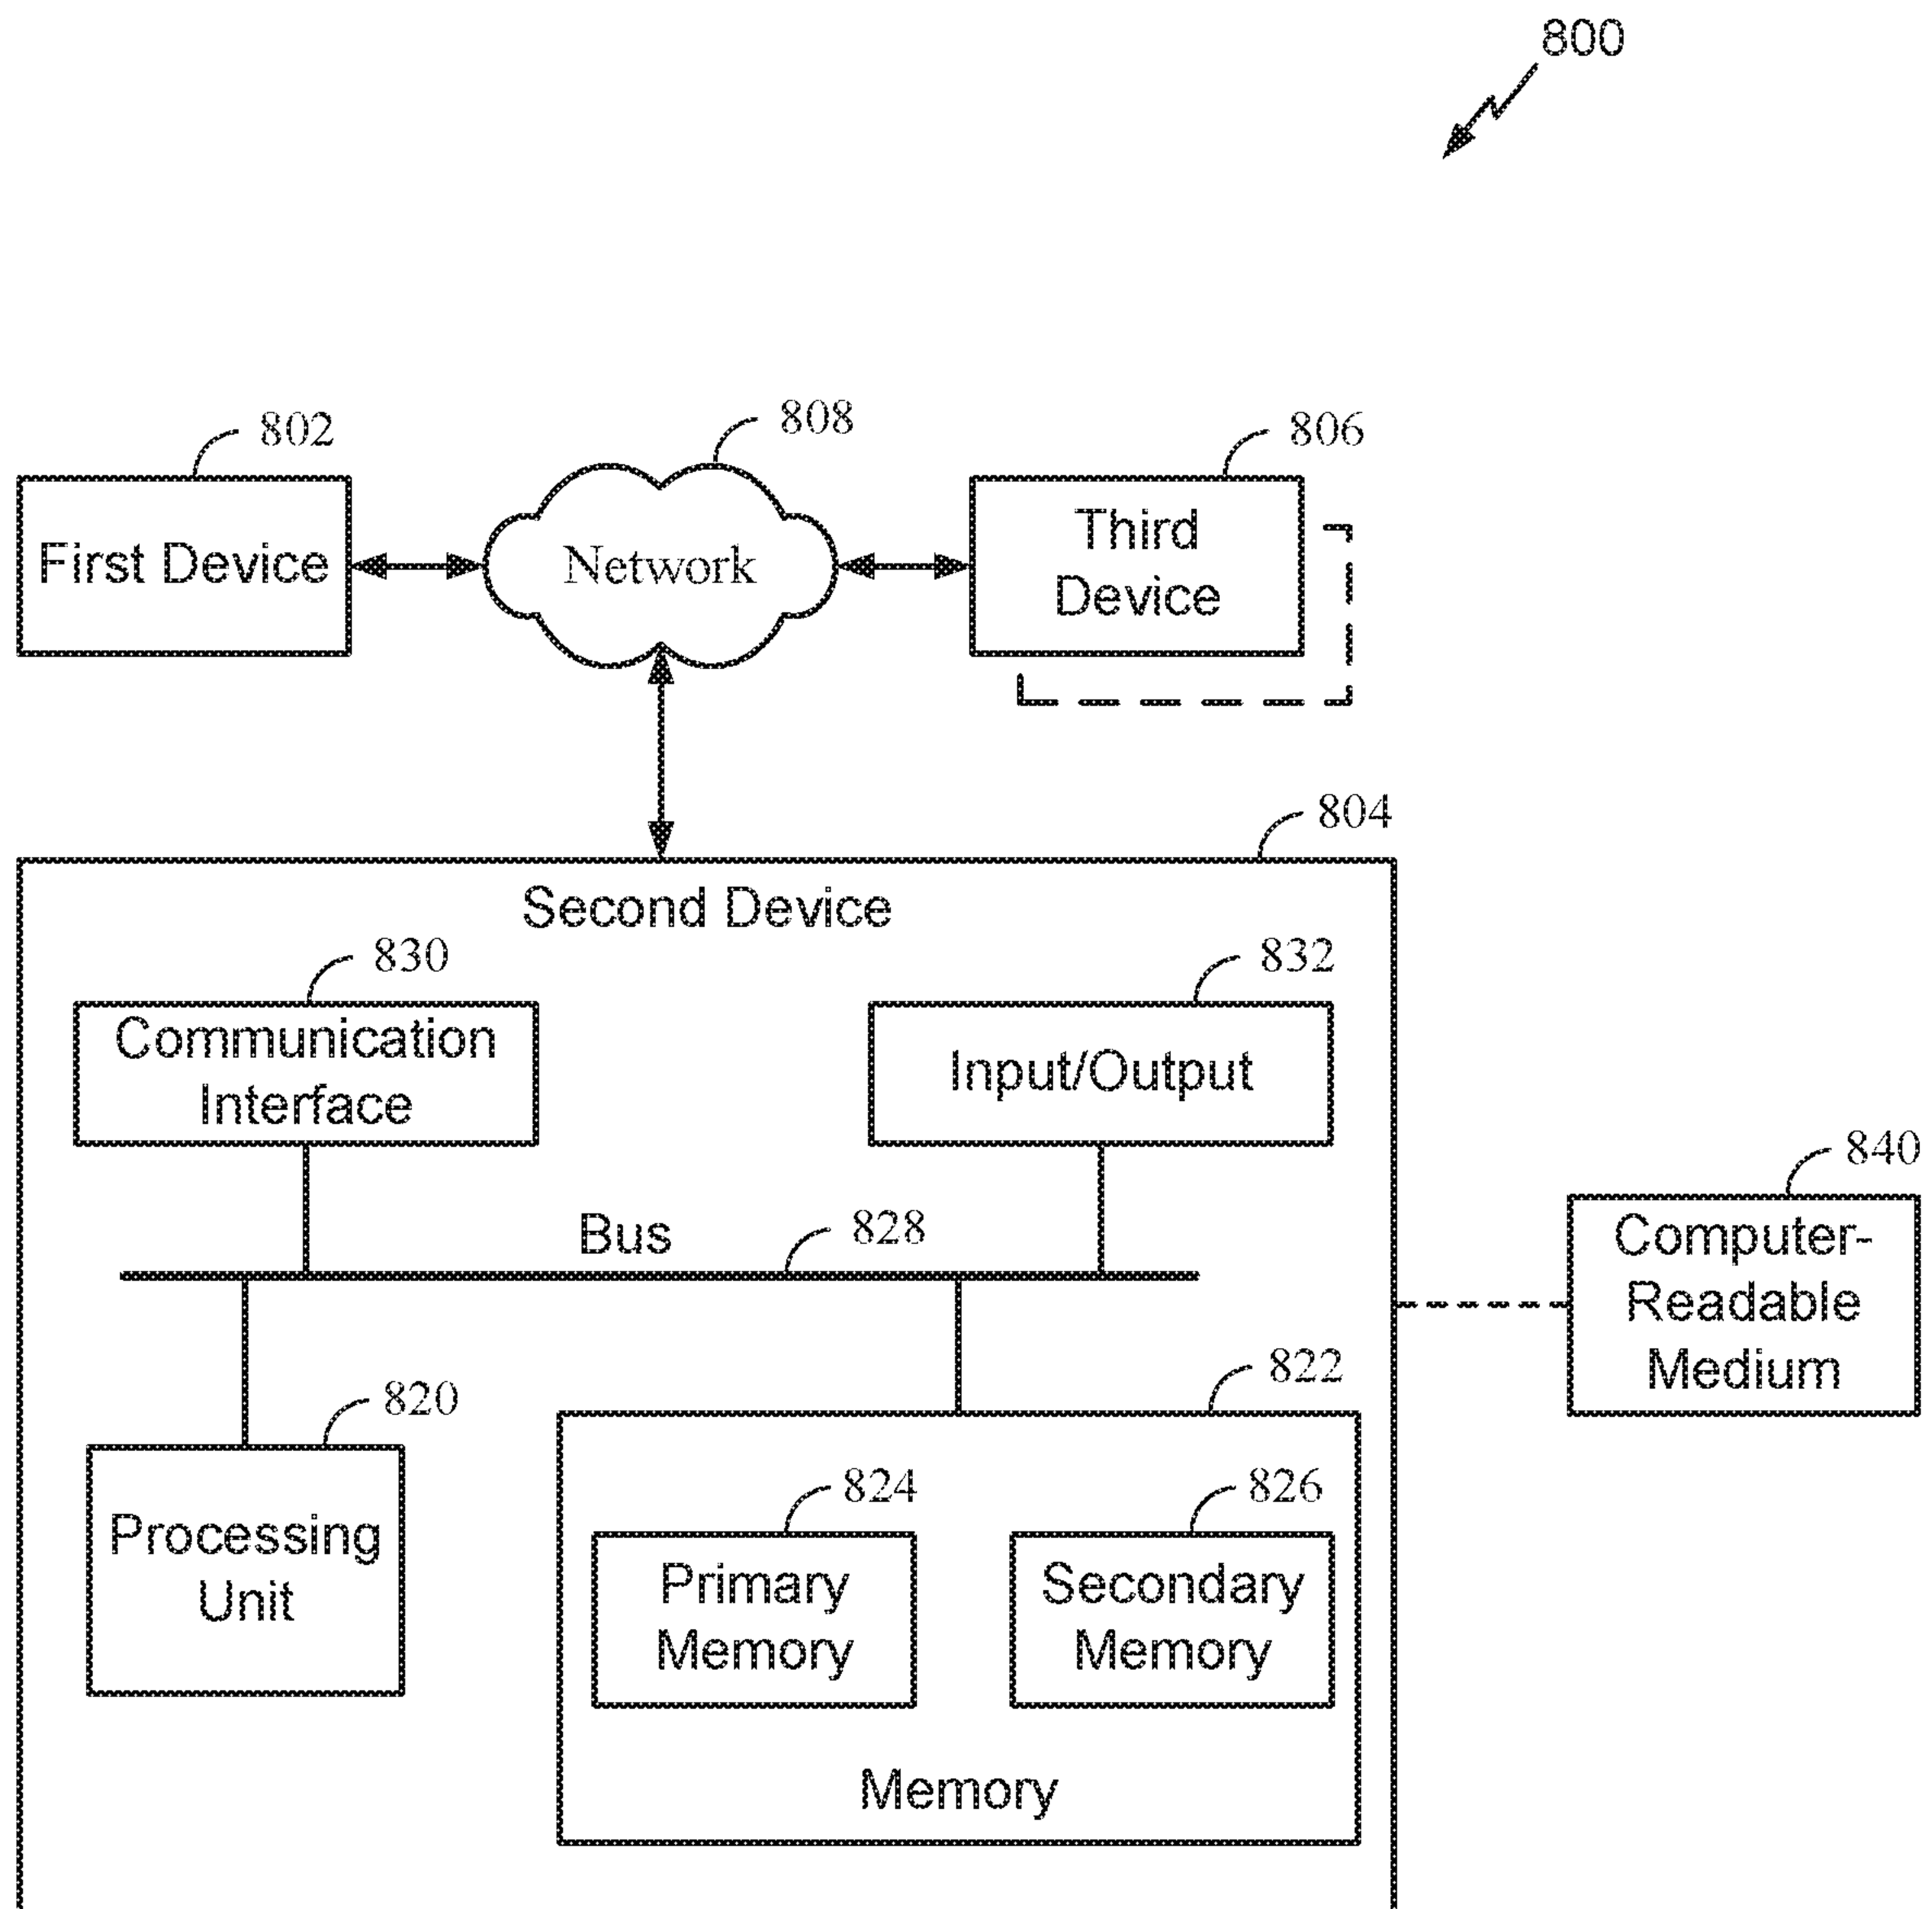 800
802
808
806
First Device
Network
Third
Device
804
Second Device
830
832
Communication
Interface
Input/Output
840
Computer-
Readable
Medium
Bus
828
822
820
Processing
Unit
824
826
Primary
Memory
Secondary
Memory
Memory